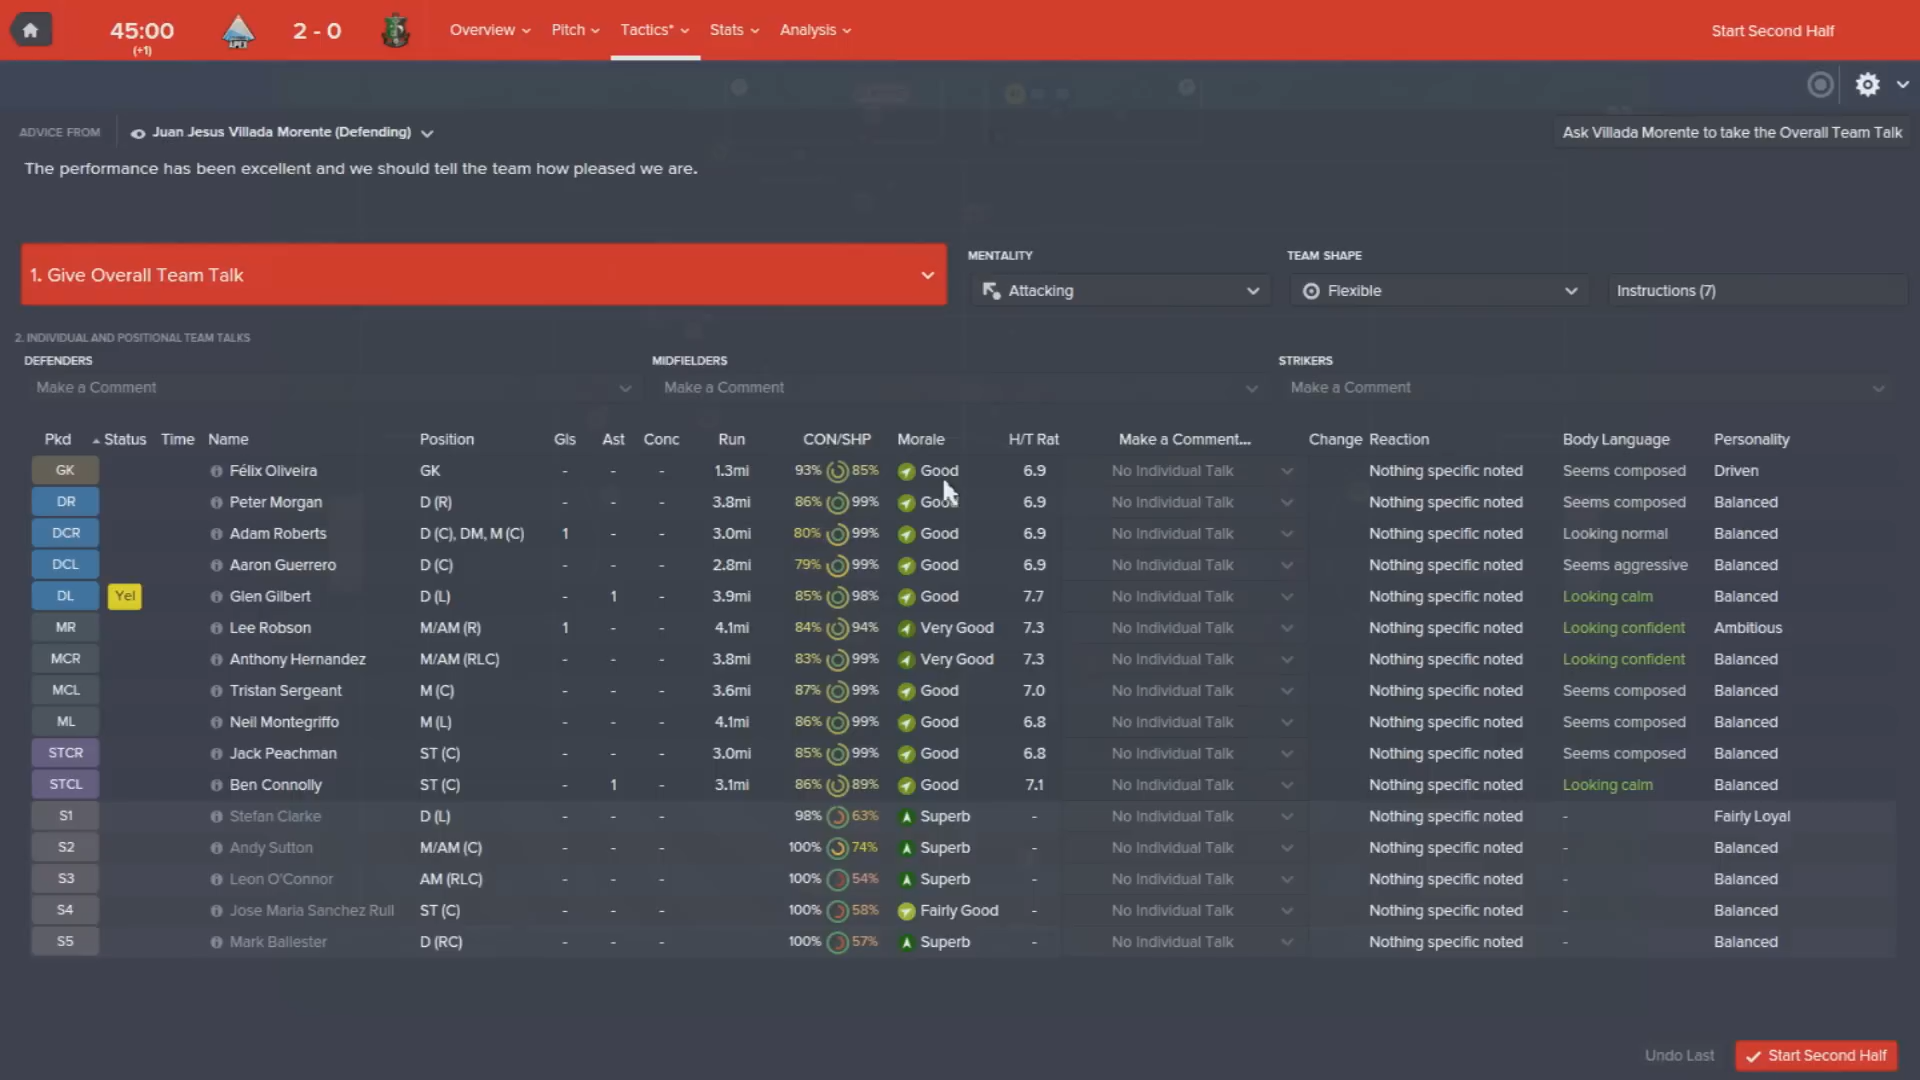 45:00 (+1) APEX 2 - 0 Overview Pitch Tactics* Stats Analysis Start Second Half
ADVICE FROM Juan Jesus Villada Morente (Defending) Ask Villada Morente to take the Overall Team Talk
The performance has been excellent and we should tell the team how pleased we are.
MENTALITY TEAM SHAPE
1. Give Overall Team Talk Attacking Flexible Instructions (7)
2. INDIVIDUAL AND POSITIONAL TEAM TALKS
DEFENDERS MIDFIELDERS STRIKERS
Make a Comment Make a Comment Make a Comment
Pkd Status Time Name Position Gls Ast Conc Run CON/SHP Morale H/T Rat Make a Comment... Change Reaction Body Language Personality
GK Félix Oliveira GK - - - 1.3mi 93% 85% Good 6.9 No Individual Talk Nothing specific noted Seems composed Driven
DR Peter Morgan D (R) - - - 3.8mi 86% 99% Good 6.9 No Individual Talk Nothing specific noted Seems composed Balanced
DCR Adam Roberts D (C), DM, M (C) 1 - - 3.0mi 80% 99% Good 6.9 No Individual Talk Nothing specific noted Looking normal Balanced
DCL Aaron Guerrero D (C) - - - 2.8mi 79% 99% Good 6.9 No Individual Talk Nothing specific noted Seems aggressive Balanced
DL Yel Glen Gilbert D (L) - 1 - 3.9mi 85% 98% Good 7.7 No Individual Talk Nothing specific noted Looking calm Balanced
MR Lee Robson M/AM (R) 1 - - 4.1mi 84% 94% Very Good 7.3 No Individual Talk Nothing specific noted Looking confident Ambitious
MCR Anthony Hernandez M/AM (RLC) - - - 3.8mi 83% 99% Very Good 7.3 No Individual Talk Nothing specific noted Looking confident Balanced
MCL Tristan Sergeant M (C) - - - 3.6mi 87% 99% Good 7.0 No Individual Talk Nothing specific noted Seems composed Balanced
ML Neil Montegriffo M (L) - - - 4.1mi 86% 99% Good 6.8 No Individual Talk Nothing specific noted Seems composed Balanced
STCR Jack Peachman ST (C) - - - 3.0mi 85% 99% Good 6.8 No Individual Talk Nothing specific noted Seems composed Balanced
STCL Ben Connolly ST (C) - 1 - 3.1mi 86% 89% Good 7.1 No Individual Talk Nothing specific noted Looking calm Balanced
S1 Stefan Clarke D (L) - - - 98% 63% Superb - No Individual Talk Nothing specific noted - Fairly Loyal
S2 Andy Sutton M/AM (C) - - - 100% 74% Superb - No Individual Talk Nothing specific noted - Balanced
S3 Leon O'Connor AM (RLC) - - - 100% 54% Superb - No Individual Talk Nothing specific noted - Balanced
S4 Jose Maria Sanchez Rull ST (C) - - - 100% 58% Fairly Good - No Individual Talk Nothing specific noted - Balanced
S5 Mark Ballester D (RC) - - - 100% 57% Superb - No Individual Talk Nothing specific noted - Balanced
Undo Last Start Second Half